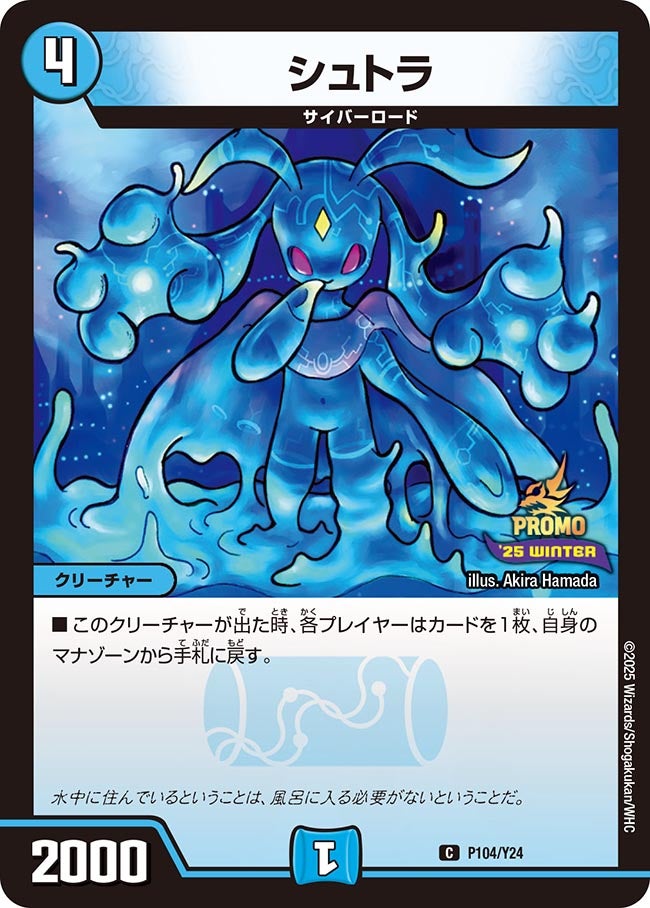 4
シュトラ
サイバーロード
PROMO
'25 WINTER
クリーチャー
illus. Akira Hamada
■このクリーチャーが出た時、各プレイヤーはカードを1枚、自身の
マナゾーンから手札に戻す。
水中に住んでいるということは、風呂に入る必要がないということだ。
©2025 Wizards/Shogakukan/WHC
2000
1
C P104/Y24